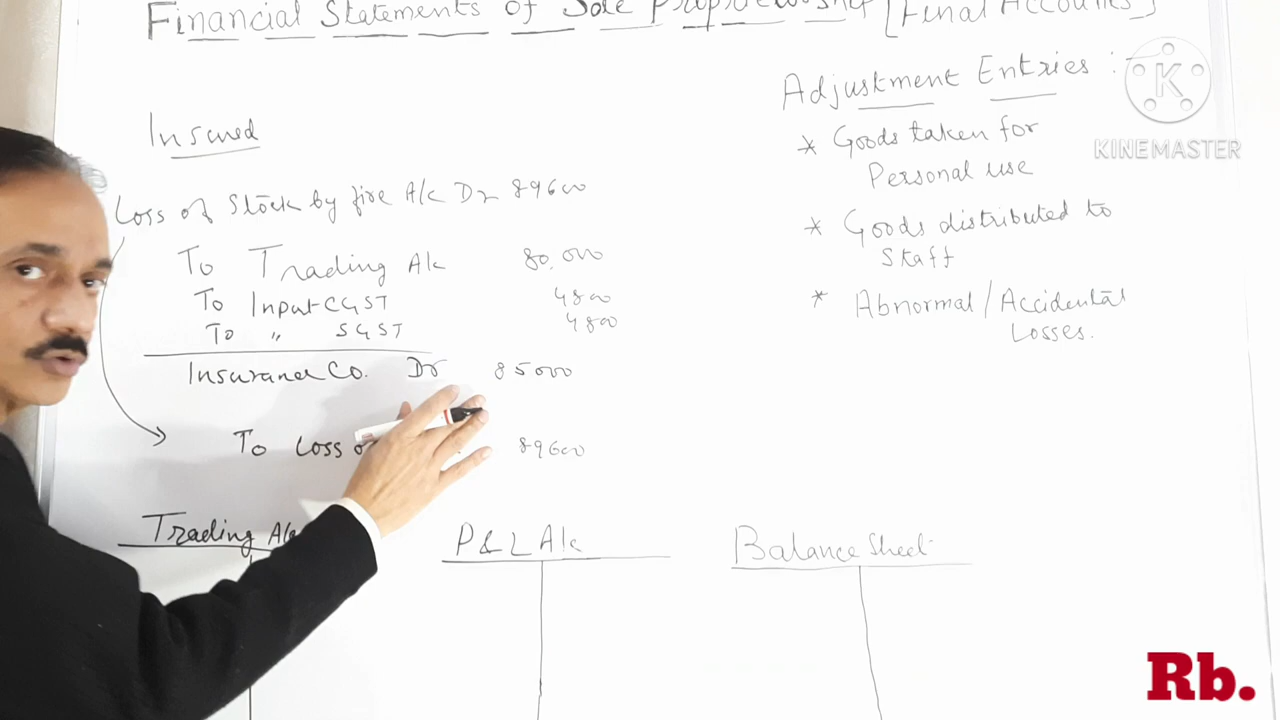 Financial Statements of Sole Proprietorship [Final Accounts]
Insured
Loss of Stock by fire A/c Dr 89600
To Trading A/c 80,000
To Input CGST 4800
To " SGST 4800
Insurance Co. Dr 85000
To Loss 89600
Trading A/c
P & L A/c
Balance Sheet
Adjustment Entries :-
* Goods taken for
Personal use
* Goods distributed to
Staff
* Abnormal / Accidental
Losses.
K
KINEMASTER
Rb.